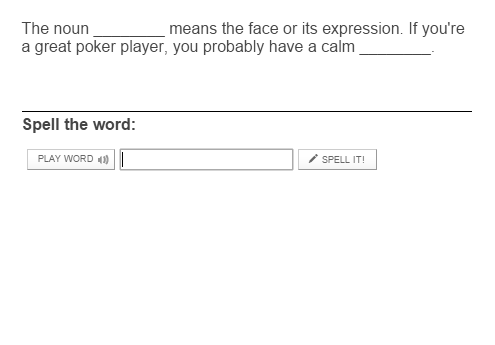 The noun ________ means the face or its expression. If you're
a great poker player, you probably have a calm ________.
Spell the word:
PLAY WORD
SPELL IT!